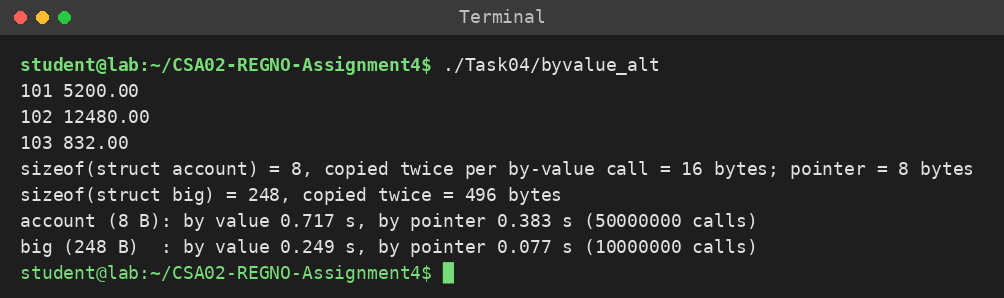 Terminal
student@lab:~/CSA02-REGNO-Assignment4$ ./Task04/byvalue_alt
101 5200.00
102 12480.00
103 832.00
sizeof(struct account) = 8, copied twice per by-value call = 16 bytes; pointer = 8 bytes
sizeof(struct big) = 248, copied twice = 496 bytes
account (8 B): by value 0.717 s, by pointer 0.383 s (50000000 calls)
big (248 B)  : by value 0.249 s, by pointer 0.077 s (10000000 calls)
student@lab:~/CSA02-REGNO-Assignment4$